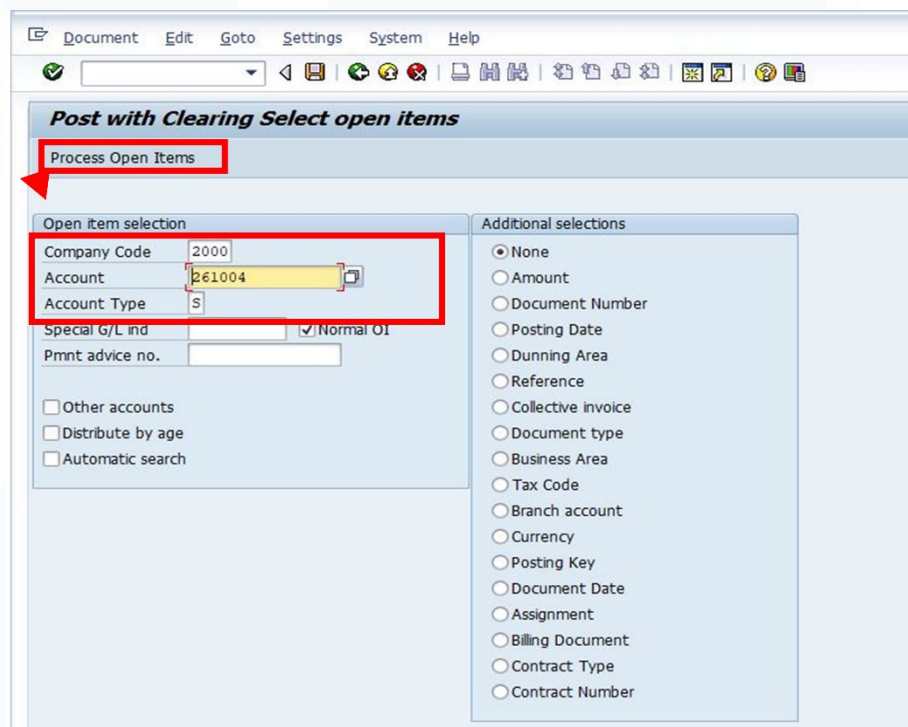 Document Edit Goto Settings System Help
Post with Clearing Select open items
Process Open Items
Open item selection
Company Code 2000
Account 261004
Account Type S
Special G/L ind Normal OI
Pmnt advice no.
Other accounts
Distribute by age
Automatic search
Additional selections
None
Amount
Document Number
Posting Date
Dunning Area
Reference
Collective invoice
Document type
Business Area
Tax Code
Branch account
Currency
Posting Key
Document Date
Assignment
Billing Document
Contract Type
Contract Number